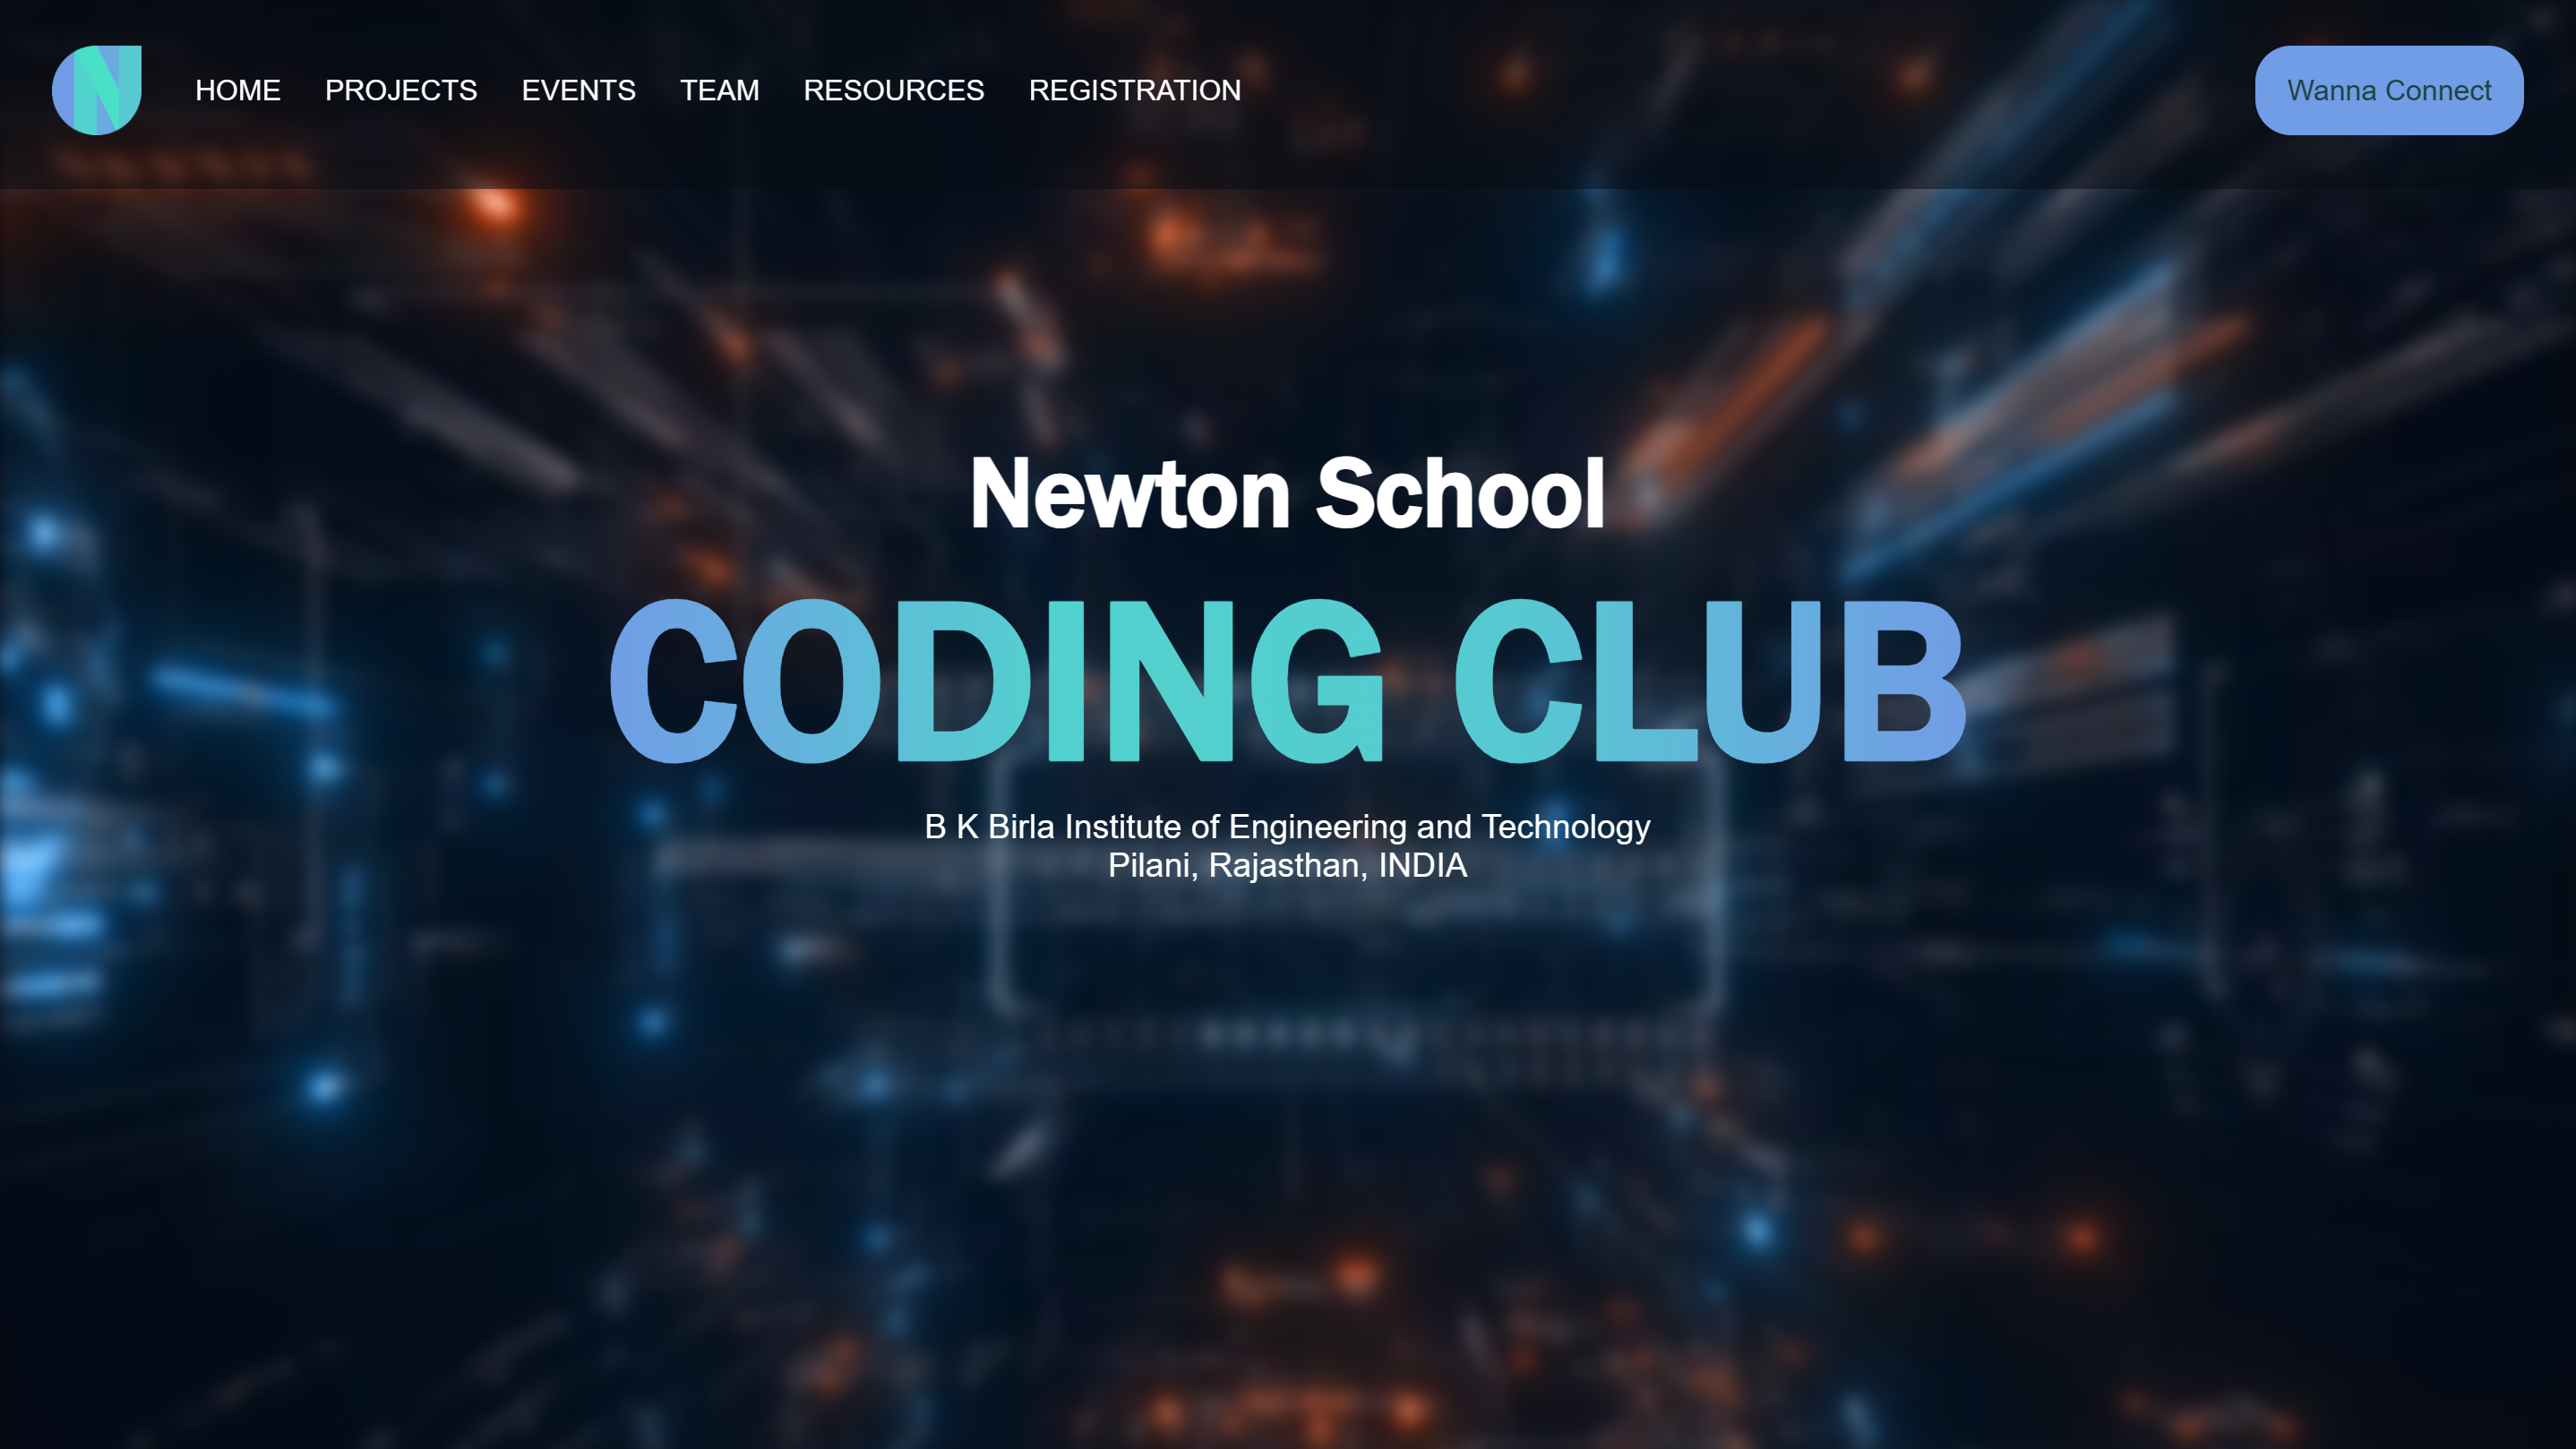 HOME PROJECTS EVENTS TEAM RESOURCES REGISTRATION Wanna Connect
Newton School
CODING CLUB
B K Birla Institute of Engineering and Technology
Pilani, Rajasthan, INDIA